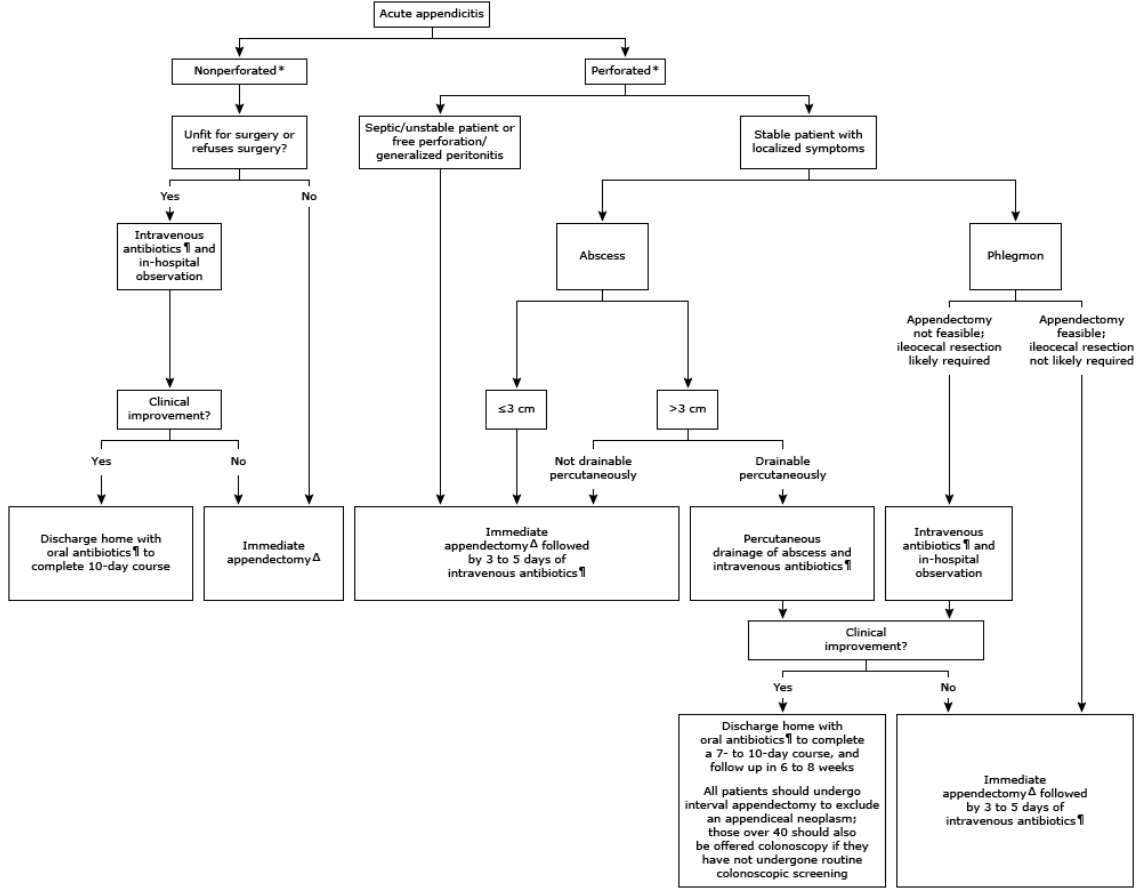 Acute appendicitis
Nonperforated*
Perforated*
Unfit for surgery or
refuses surgery?
Septic/unstable patient or
free perforation/
generalized peritonitis
Stable patient with
localized symptoms
Yes
No
Intravenous
antibiotics¶ and
in-hospital
observation
Abscess
Phlegmon
Appendectomy
not feasible;
ileocecal resection
likely required
Appendectomy
feasible;
ileocecal resection
not likely required
Clinical
improvement?
≤3 cm
>3 cm
Yes
No
Not drainable
percutaneously
Drainable
percutaneously
Discharge home with
oral antibiotics¶ to
complete 10-day course
Immediate
appendectomyΔ
Immediate
appendectomyΔ followed
by 3 to 5 days of
intravenous antibiotics¶
Percutaneous
drainage of abscess and
intravenous antibiotics¶
Intravenous
antibiotics¶ and
in-hospital
observation
Clinical
improvement?
Yes
No
Discharge home with
oral antibiotics¶ to complete
a 7- to 10-day course, and
follow up in 6 to 8 weeks
All patients should undergo
interval appendectomy to exclude
an appendiceal neoplasm;
those over 40 should also
be offered colonoscopy if they
have not undergone routine
colonoscopic screening
Immediate
appendectomyΔ followed
by 3 to 5 days of
intravenous antibiotics¶